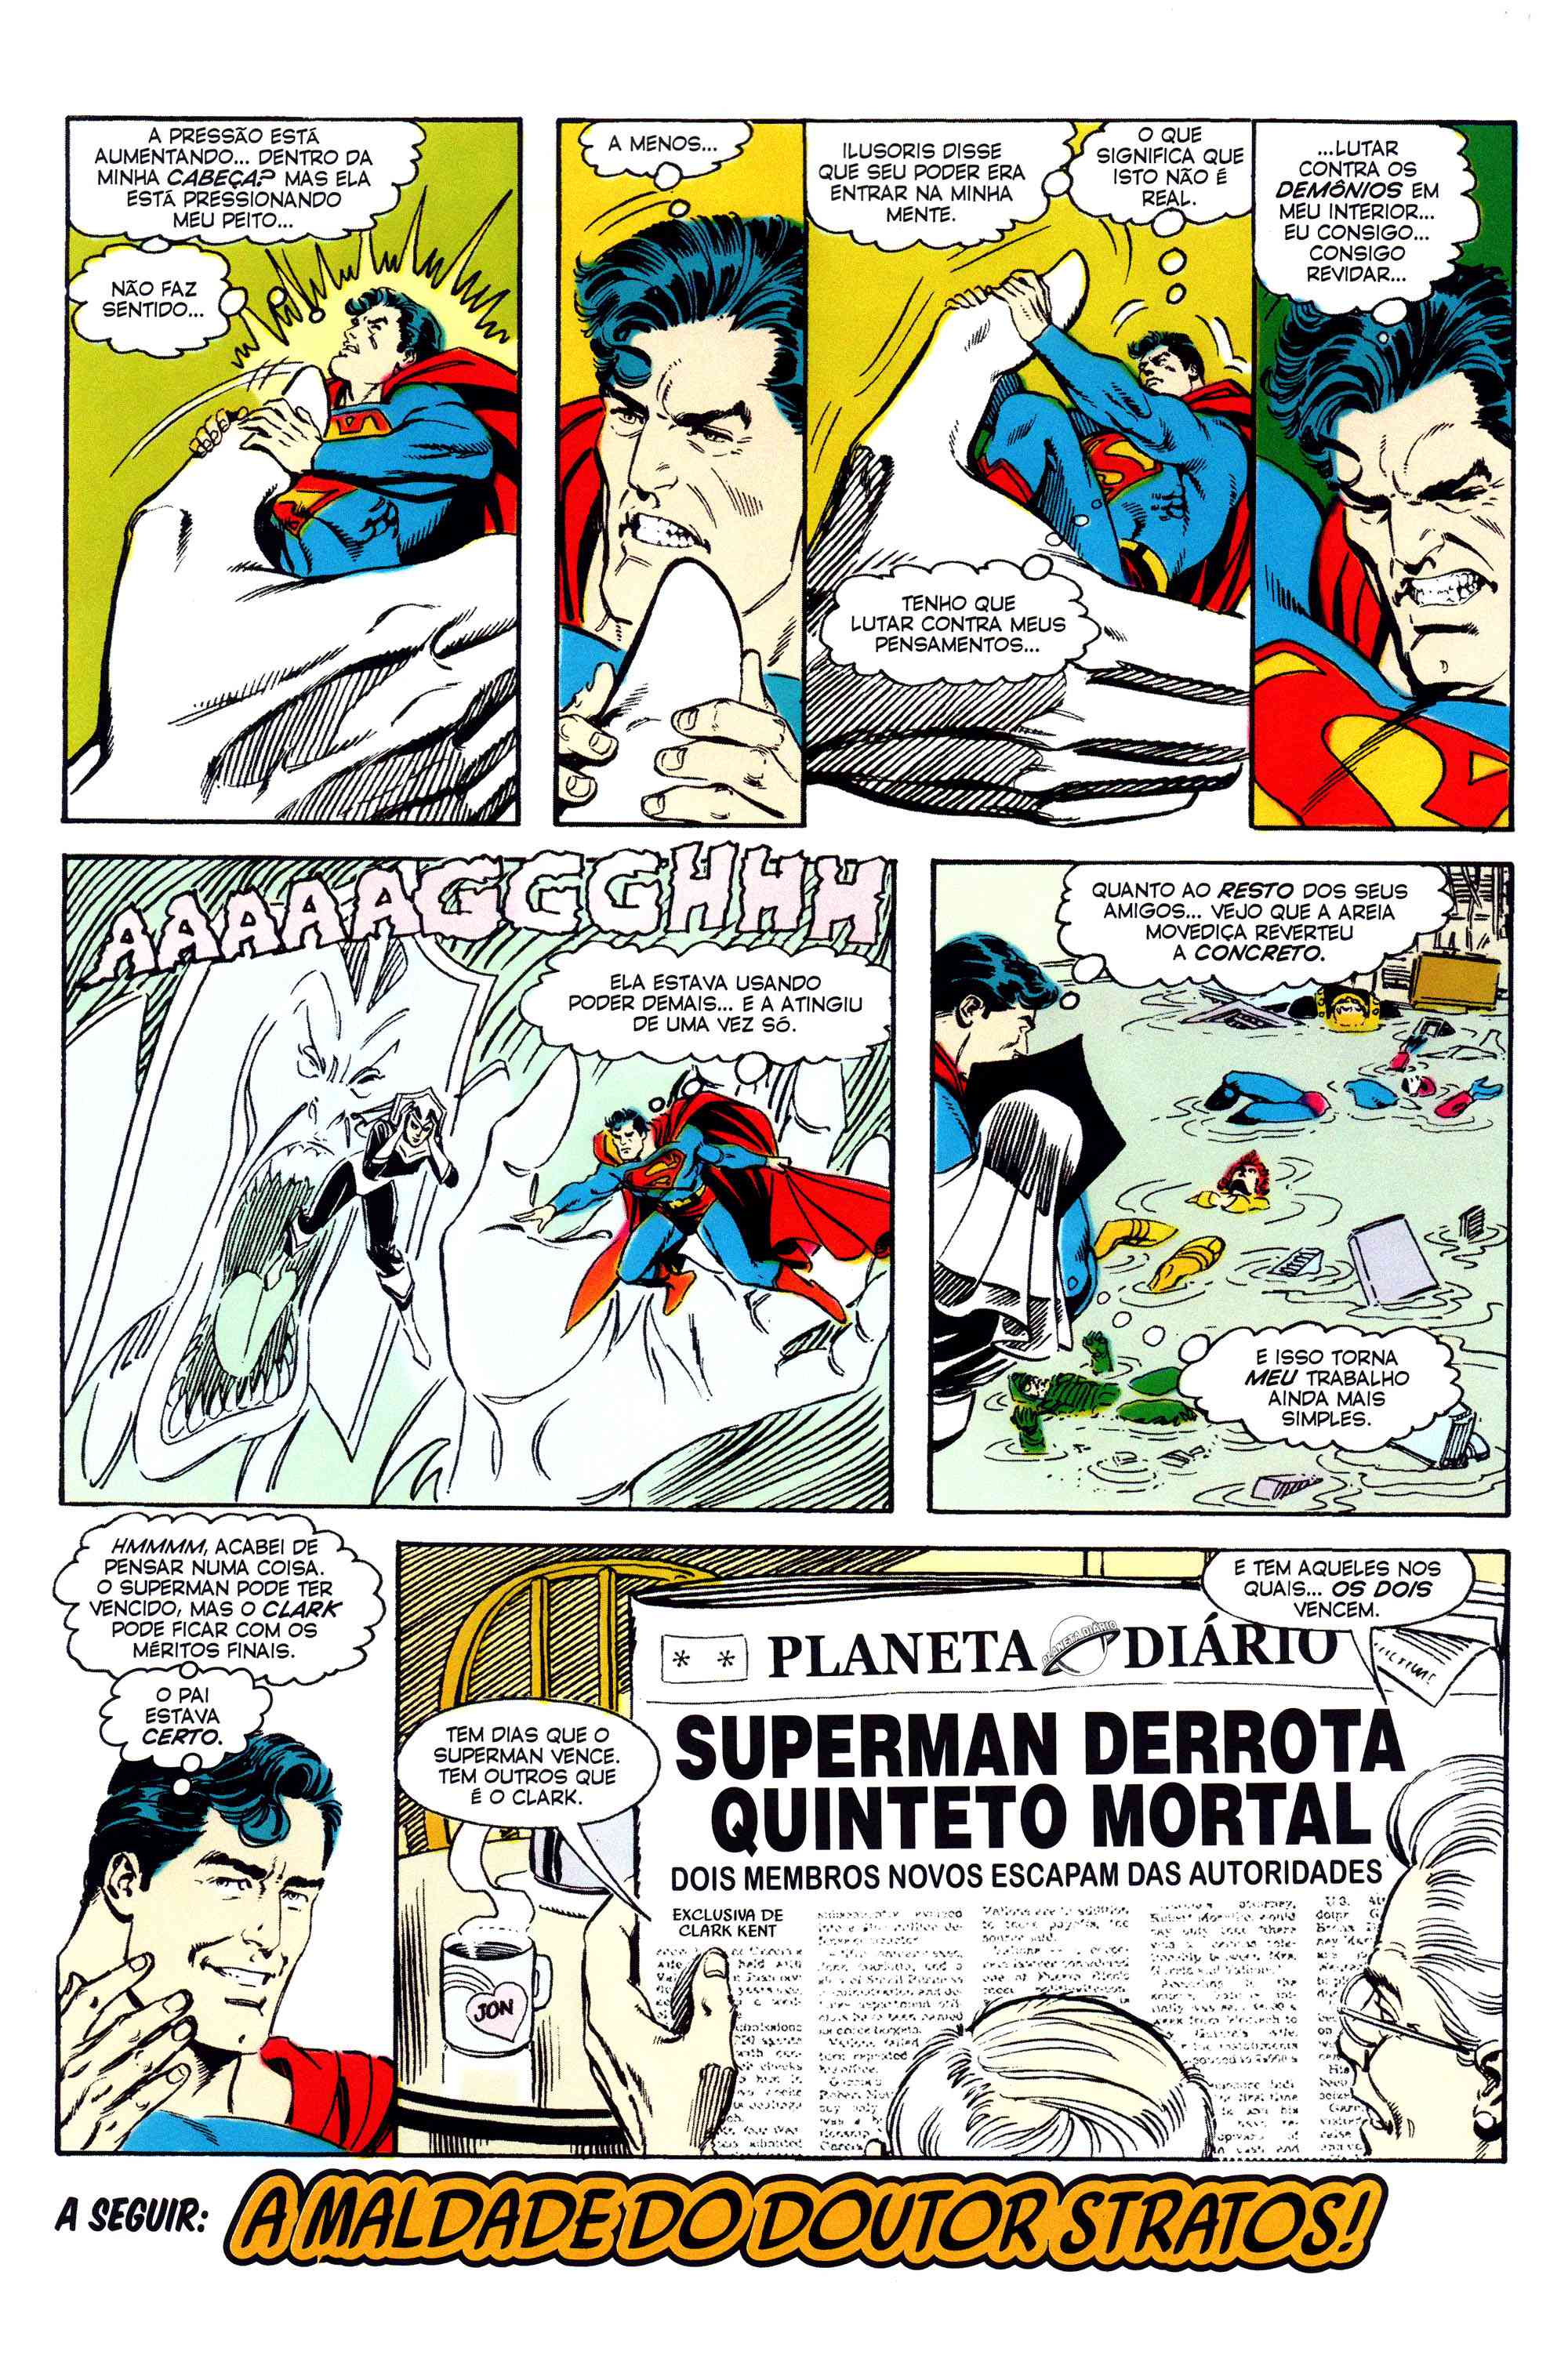 A PRESSÃO ESTÁ
AUMENTANDO... DENTRO DA
MINHA CABEÇA? MAS ELA
ESTÁ PRESSIONANDO
MEU PEITO...
NÃO FAZ
SENTIDO...
A MENOS...
ILUSORIS DISSE
QUE SEU PODER ERA
ENTRAR NA MINHA
MENTE.
O QUE
SIGNIFICA QUE
ISTO NÃO É
REAL.
TENHO QUE
LUTAR CONTRA MEUS
PENSAMENTOS...
...LUTAR
CONTRA OS
DEMÔNIOS EM
MEU INTERIOR...
EU CONSIGO...
CONSIGO
REVIDAR...
AAAAAGGGGHHHH
ELA ESTAVA USANDO
PODER DEMAIS... E A ATINGIU
DE UMA VEZ SÓ.
QUANTO AO RESTO DOS SEUS
AMIGOS... VEJO QUE A AREIA
MOVEDIÇA REVERTEU
A CONCRETO.
E ISSO TORNA
MEU TRABALHO
AINDA MAIS
SIMPLES.
HMMMM, ACABEI DE
PENSAR NUMA COISA.
O SUPERMAN PODE TER
VENCIDO, MAS O CLARK
PODE FICAR COM OS
MÉRITOS FINAIS.
O PAI
ESTAVA
CERTO.
E TEM AQUELES NOS
QUAIS... OS DOIS
VENCEM.
* * PLANETA PLANETA DIÁRIO DIÁRIO
SUPERMAN DERROTA
QUINTETO MORTAL
DOIS MEMBROS NOVOS ESCAPAM DAS AUTORIDADES
EXCLUSIVA DE
CLARK KENT
TEM DIAS QUE O
SUPERMAN VENCE.
TEM OUTROS QUE
É O CLARK.
JON
A SEGUIR: A MALDADE DO DOUTOR STRATOS!